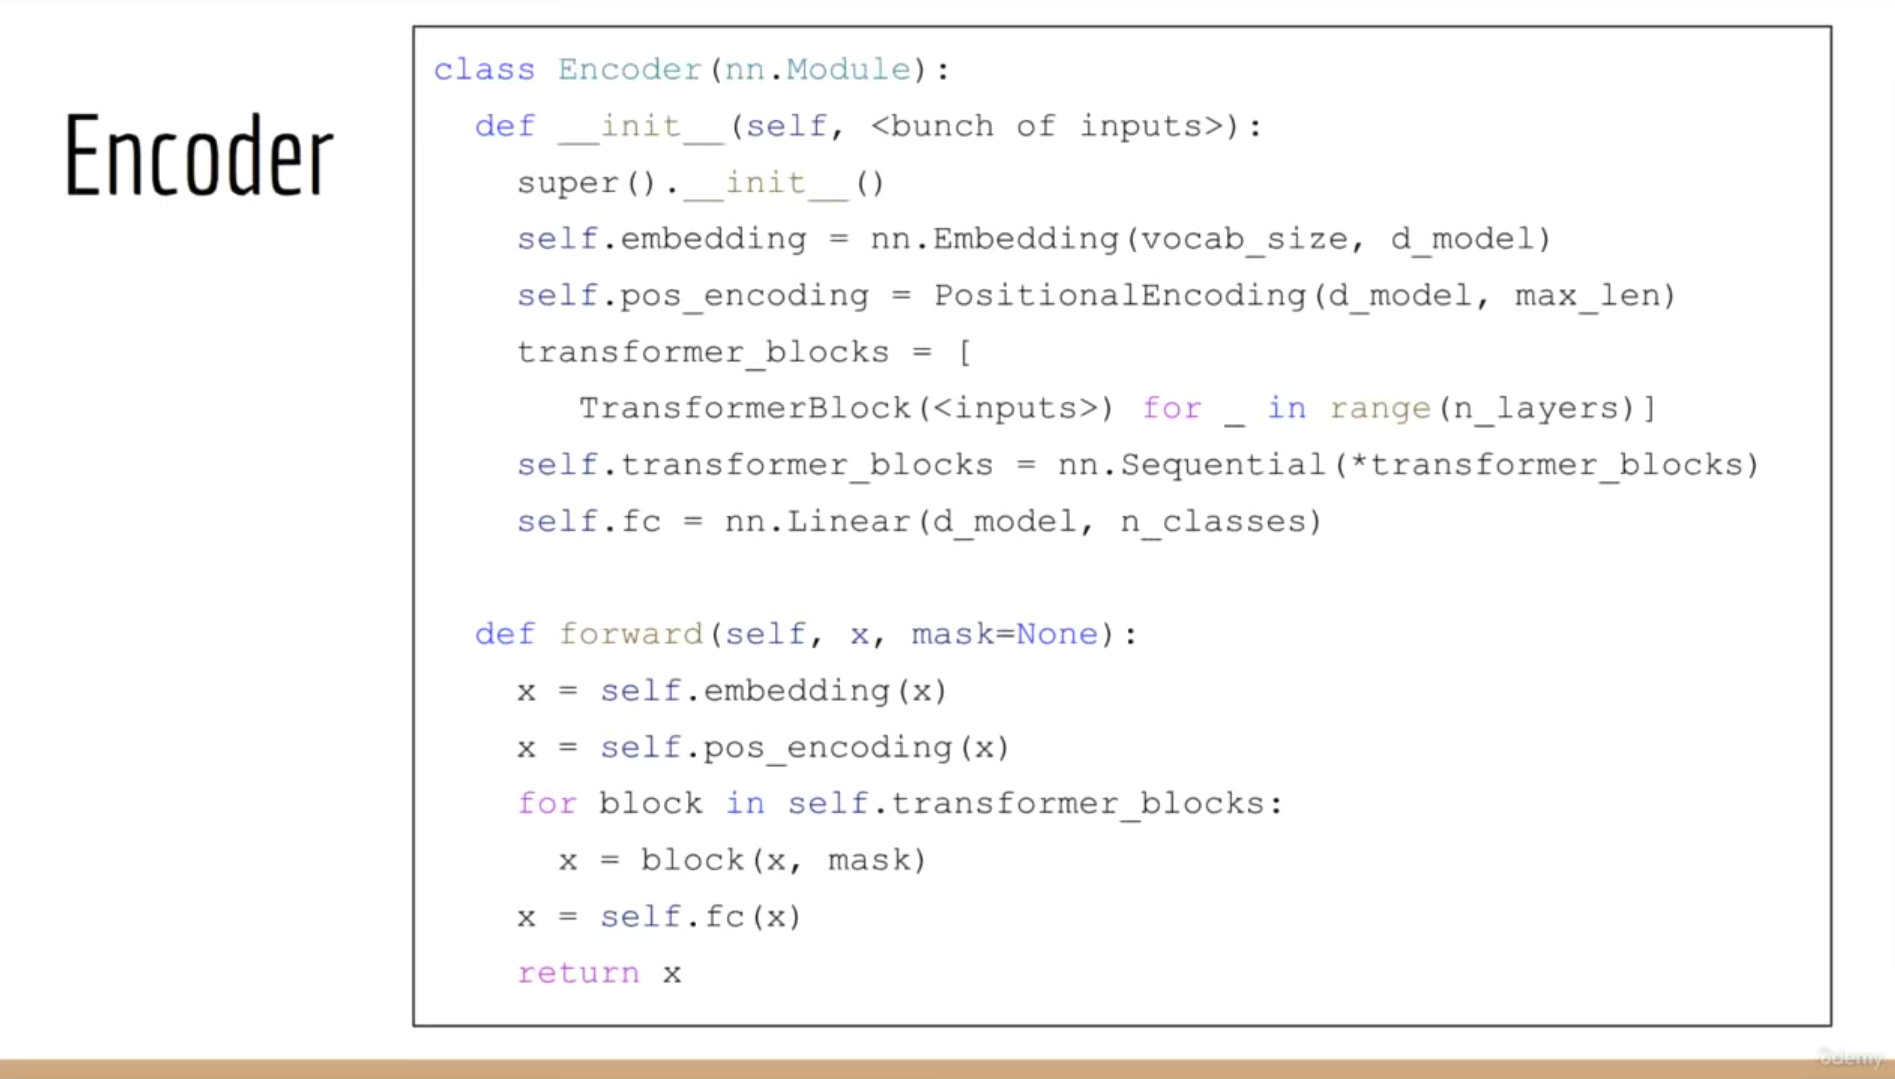 Encoder
class Encoder(nn.Module):
  def __init__(self, <bunch of inputs>):
    super().__init__()
    self.embedding = nn.Embedding(vocab_size, d_model)
    self.pos_encoding = PositionalEncoding(d_model, max_len)
    transformer_blocks = [
       TransformerBlock(<inputs>) for _ in range(n_layers)]
    self.transformer_blocks = nn.Sequential(*transformer_blocks)
    self.fc = nn.Linear(d_model, n_classes)

  def forward(self, x, mask=None):
    x = self.embedding(x)
    x = self.pos_encoding(x)
    for block in self.transformer_blocks:
      x = block(x, mask)
    x = self.fc(x)
    return x
ûdemy